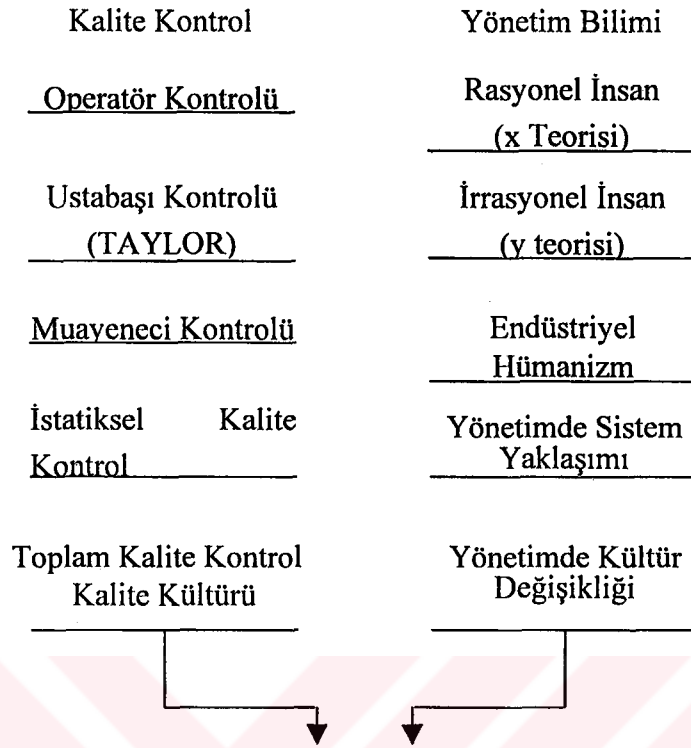 Kalite Kontrol
Operatör Kontrolü
Ustabaşı Kontrolü
(TAYLOR)
Muayeneci Kontrolü
İstatiksel Kalite
Kontrol
Toplam Kalite Kontrol
Kalite Kültürü
Yönetim Bilimi
Rasyonel İnsan
(x Teorisi)
İrrasyonel İnsan
(y teorisi)
Endüstriyel
Hümanizm
Yönetimde Sistem
Yaklaşımı
Yönetimde Kültür
Değişikliği